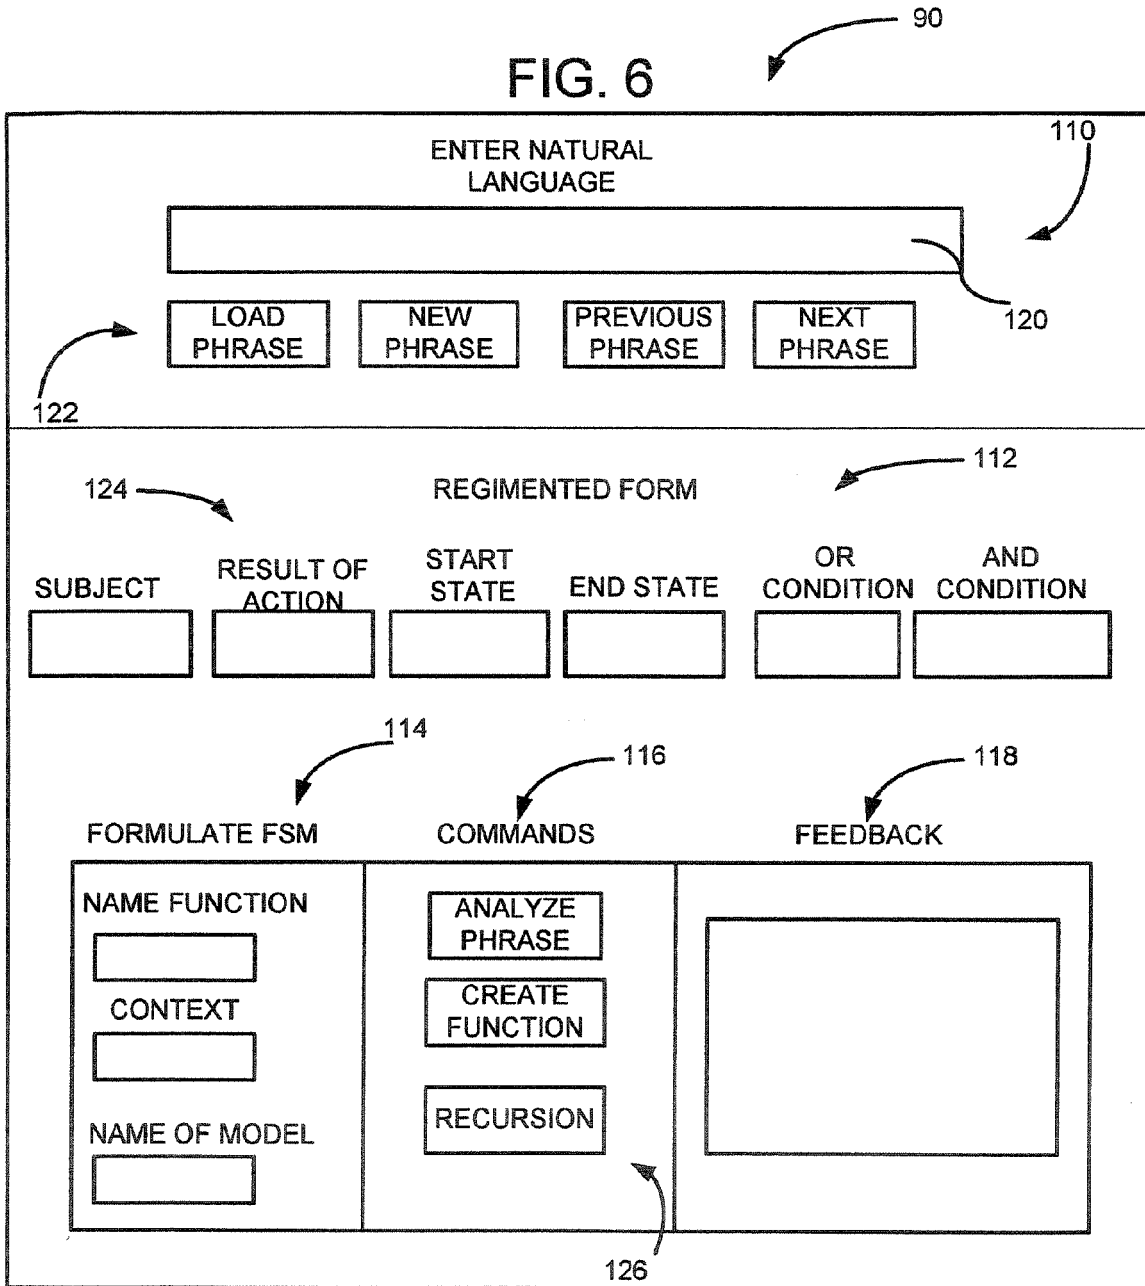 90
FIG. 6
110
ENTER NATURAL
LANGUAGE
120
LOAD
PHRASE
NEW
PHRASE
PREVIOUS
PHRASE
NEXT
PHRASE
122
112
124
REGIMENTED FORM
SUBJECT
RESULT OF
ACTION
START
STATE
END STATE
OR
CONDITION
AND
CONDITION
114
116
118
FORMULATE FSM
COMMANDS
FEEDBACK
NAME FUNCTION
CONTEXT
NAME OF MODEL
ANALYZE
PHRASE
CREATE
FUNCTION
RECURSION
126